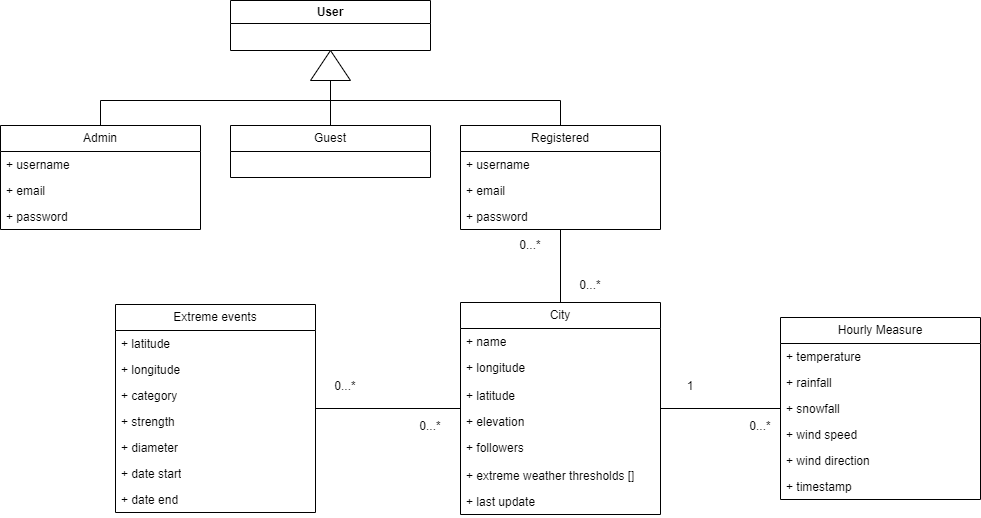 User
Admin
+ username
+ email
+ password
Guest
Registered
+ username
+ email
+ password
0...*
0...*
Extreme events
+ latitude
+ longitude
+ category
+ strength
+ diameter
+ date start
+ date end
0...*
0...*
City
+ name
+ longitude
+ latitude
+ elevation
+ followers
+ extreme weather thresholds []
+ last update
1
0...*
Hourly Measure
+ temperature
+ rainfall
+ snowfall
+ wind speed
+ wind direction
+ timestamp